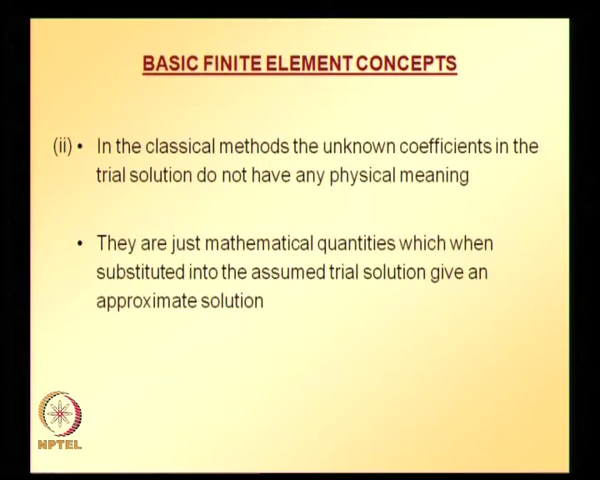 BASIC FINITE ELEMENT CONCEPTS
(ii) • In the classical methods the unknown coefficients in the
trial solution do not have any physical meaning
• They are just mathematical quantities which when
substituted into the assumed trial solution give an
approximate solution
NPTEL